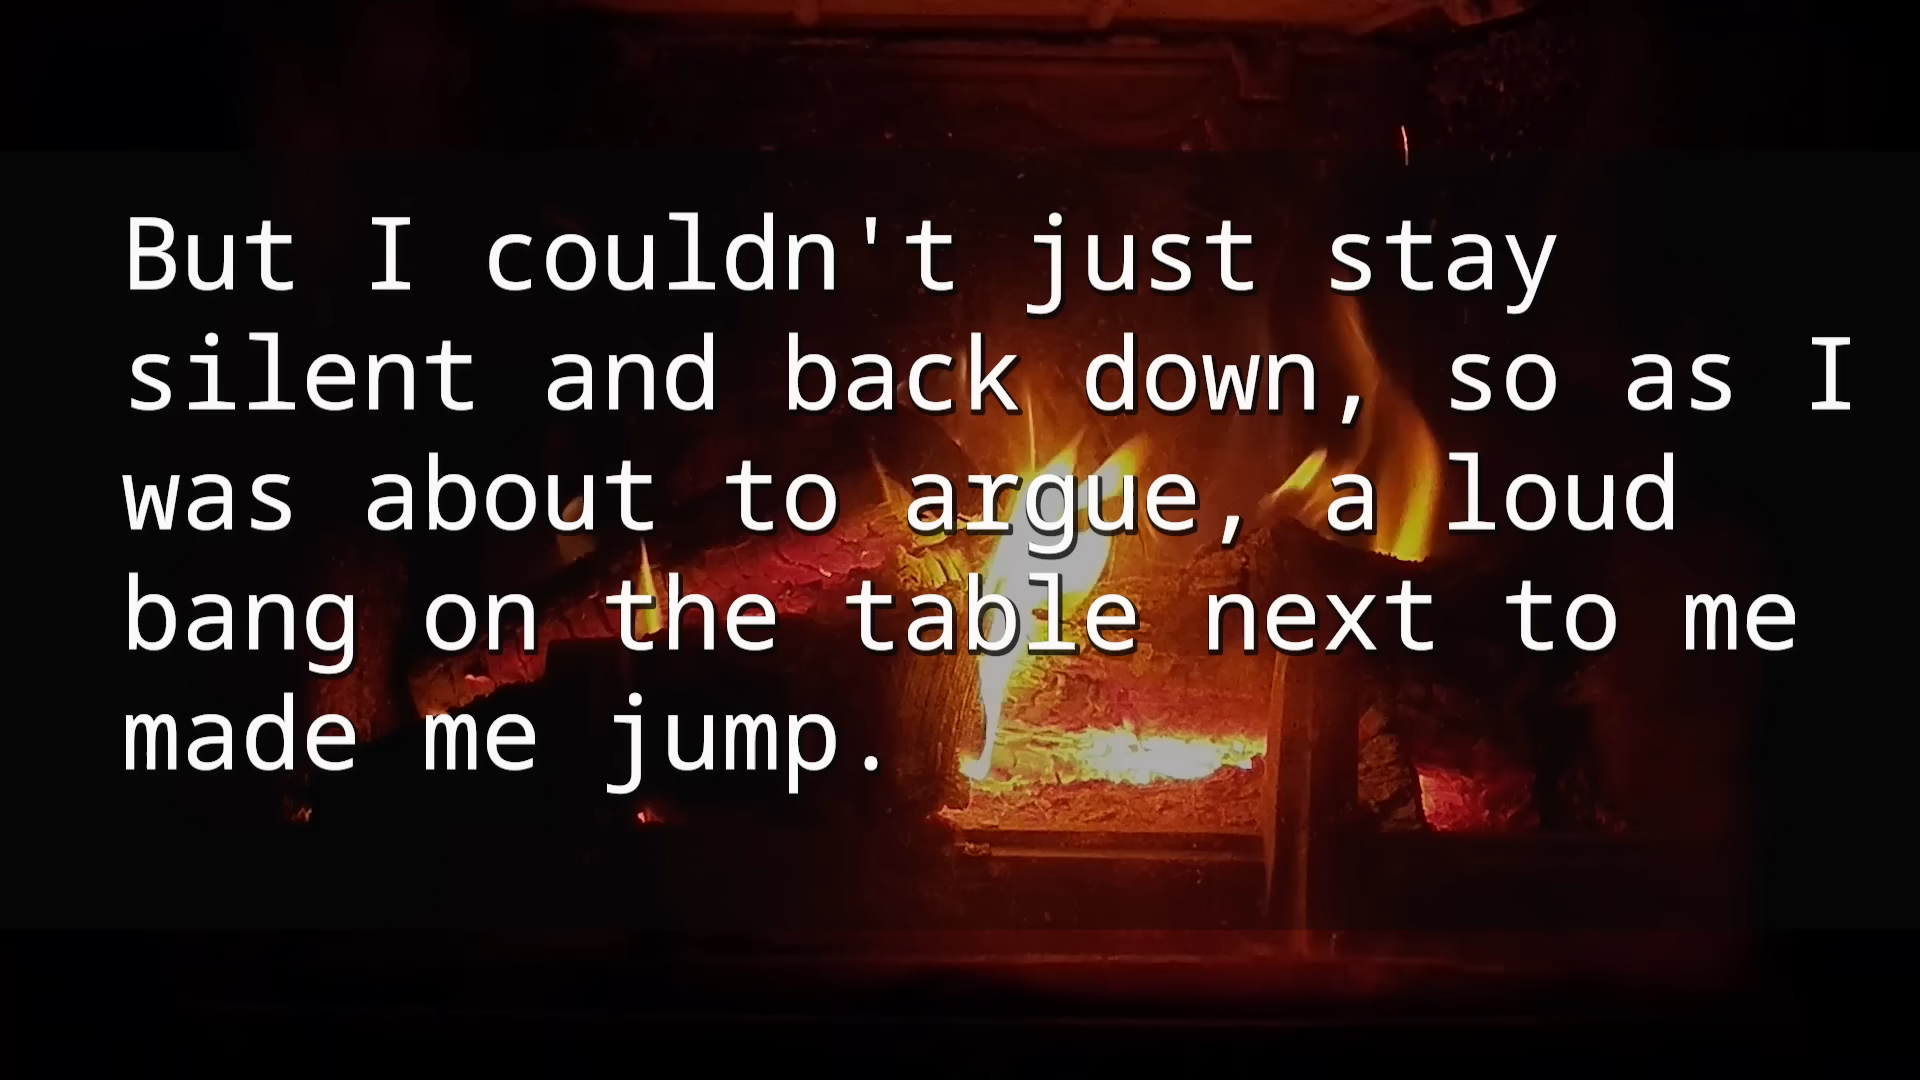 But I couldn't just stay
silent and back down, so as I
was about to argue, a loud
bang on the table next to me
made me jump.